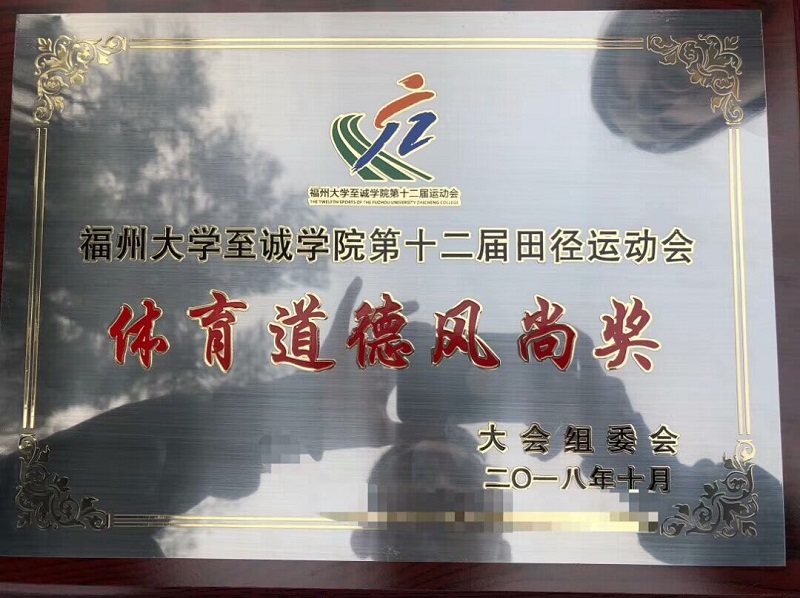 福州大学至诚学院第十二届运动会
THE TWELFTH SPORTS OF THE FUZHOU UNIVERSITY ZHICHENG COLLEGE
福州大学至诚学院第十二届田径运动会
体育道德风尚奖
大会组委会
二〇一八年十月